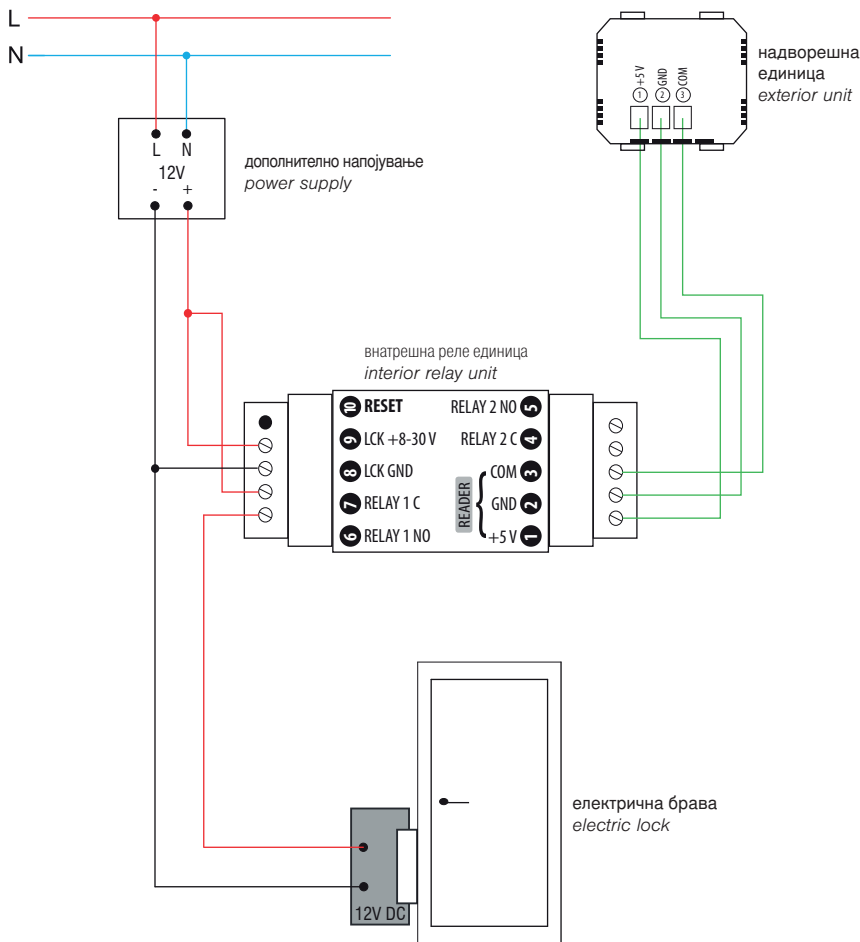 L
N
L N
12V
- +
дополнително напојување
power supply
+5 V
1
GND
2
COM
3
надворешна
единица
exterior unit
внатрешна реле единица
interior relay unit
10 RESET
9 LCK +8-30 V
8 LCK GND
7 RELAY 1 C
6 RELAY 1 NO
RELAY 2 NO 5
RELAY 2 C 4
READER
COM 3
GND 2
+5 V 1
електрична брава
electric lock
12V DC